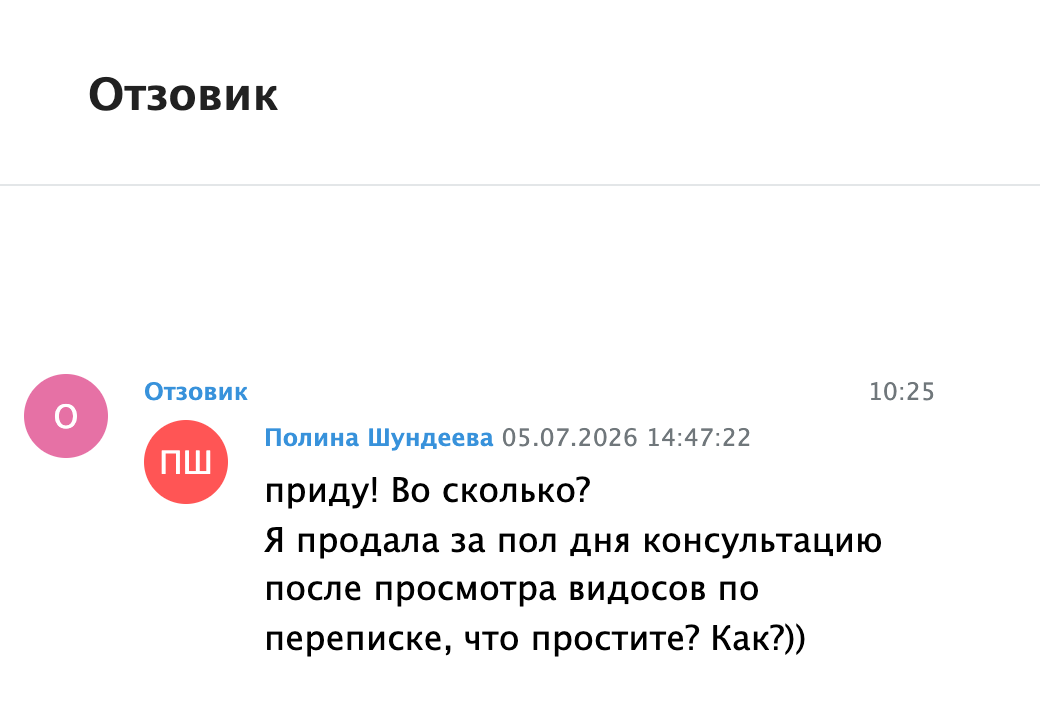 Отзовик
О
Отзовик 10:25
ПШ
Полина Шундеева 05.07.2026 14:47:22
приду! Во сколько?
Я продала за пол дня консультацию
после просмотра видосов по
переписке, что простите? Как?))